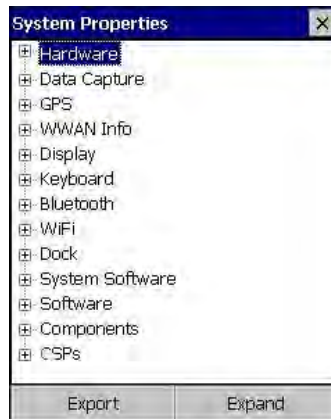 System Properties
Hardware
Data Capture
GPS
WWAN Info
Display
Keyboard
Bluetooth
WiFi
Dock
System Software
Software
Components
CSPs
Export Expand